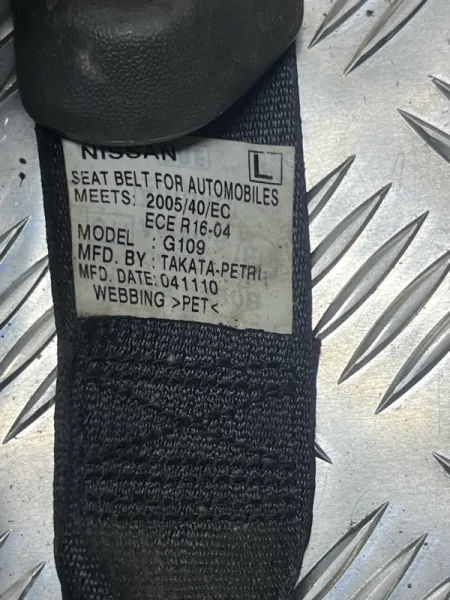 NISSAN L
SEAT BELT FOR AUTOMOBILES
MEETS: 2005/40/EC
ECE R16-04
MODEL : G109
MFD. BY : TAKATA-PETRI
MFD. DATE: 041110
WEBBING >PET<